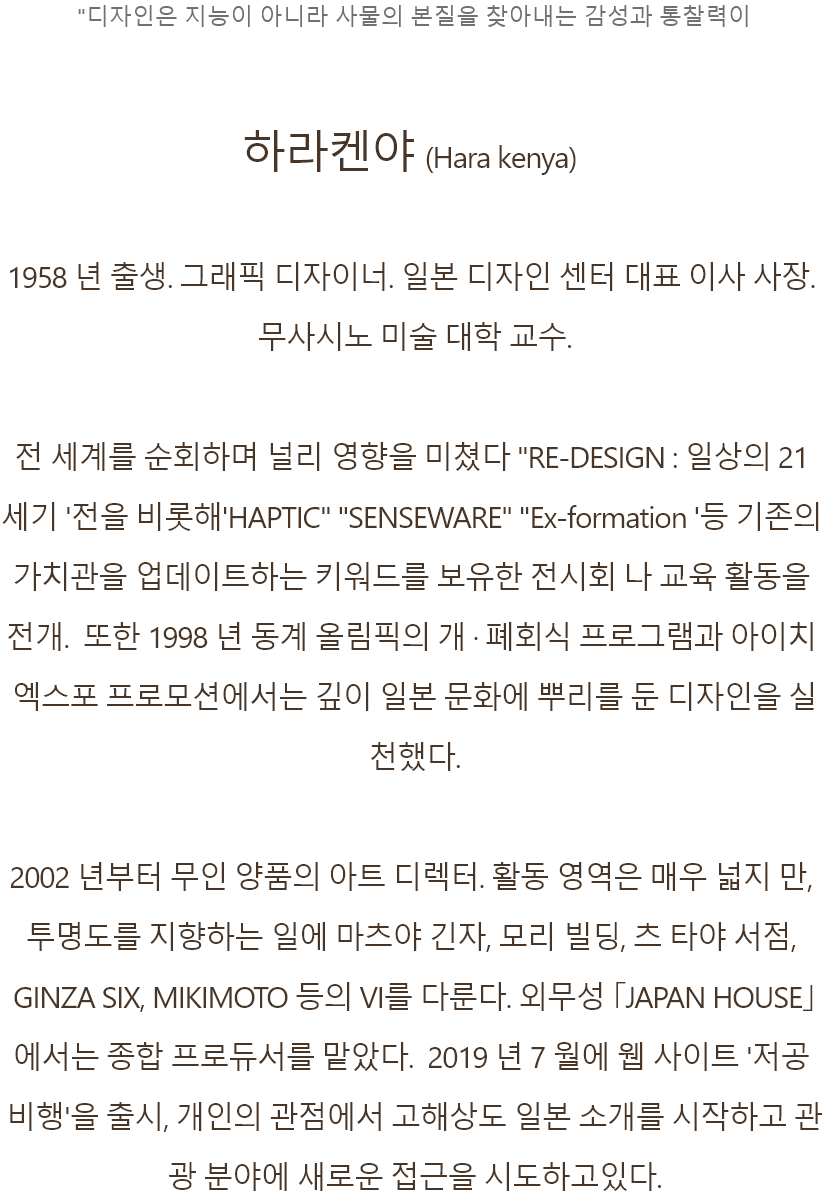 "디자인은 지능이 아니라 사물의 본질을 찾아내는 감성과 통찰력이
하라켄야 (Hara kenya)
1958 년 출생. 그래픽 디자이너. 일본 디자인 센터 대표 이사 사장.
무사시노 미술 대학 교수.
전 세계를 순회하며 널리 영향을 미쳤다 "RE-DESIGN : 일상의 21
세기 '전을 비롯해'HAPTIC" "SENSEWARE" "Ex-formation '등 기존의
가치관을 업데이트하는 키워드를 보유한 전시회 나 교육 활동을
전개. 또한 1998 년 동계 올림픽의 개 · 폐회식 프로그램과 아이치
엑스포 프로모션에서는 깊이 일본 문화에 뿌리를 둔 디자인을 실
천했다.
2002 년부터 무인 양품의 아트 디렉터. 활동 영역은 매우 넓지 만,
투명도를 지향하는 일에 마츠야 긴자, 모리 빌딩, 츠 타야 서점,
GINZA SIX, MIKIMOTO 등의 VI를 다룬다. 외무성 「JAPAN HOUSE」
에서는 종합 프로듀서를 맡았다. 2019 년 7 월에 웹 사이트 '저공
비행'을 출시, 개인의 관점에서 고해상도 일본 소개를 시작하고 관
광 분야에 새로운 접근을 시도하고있다.